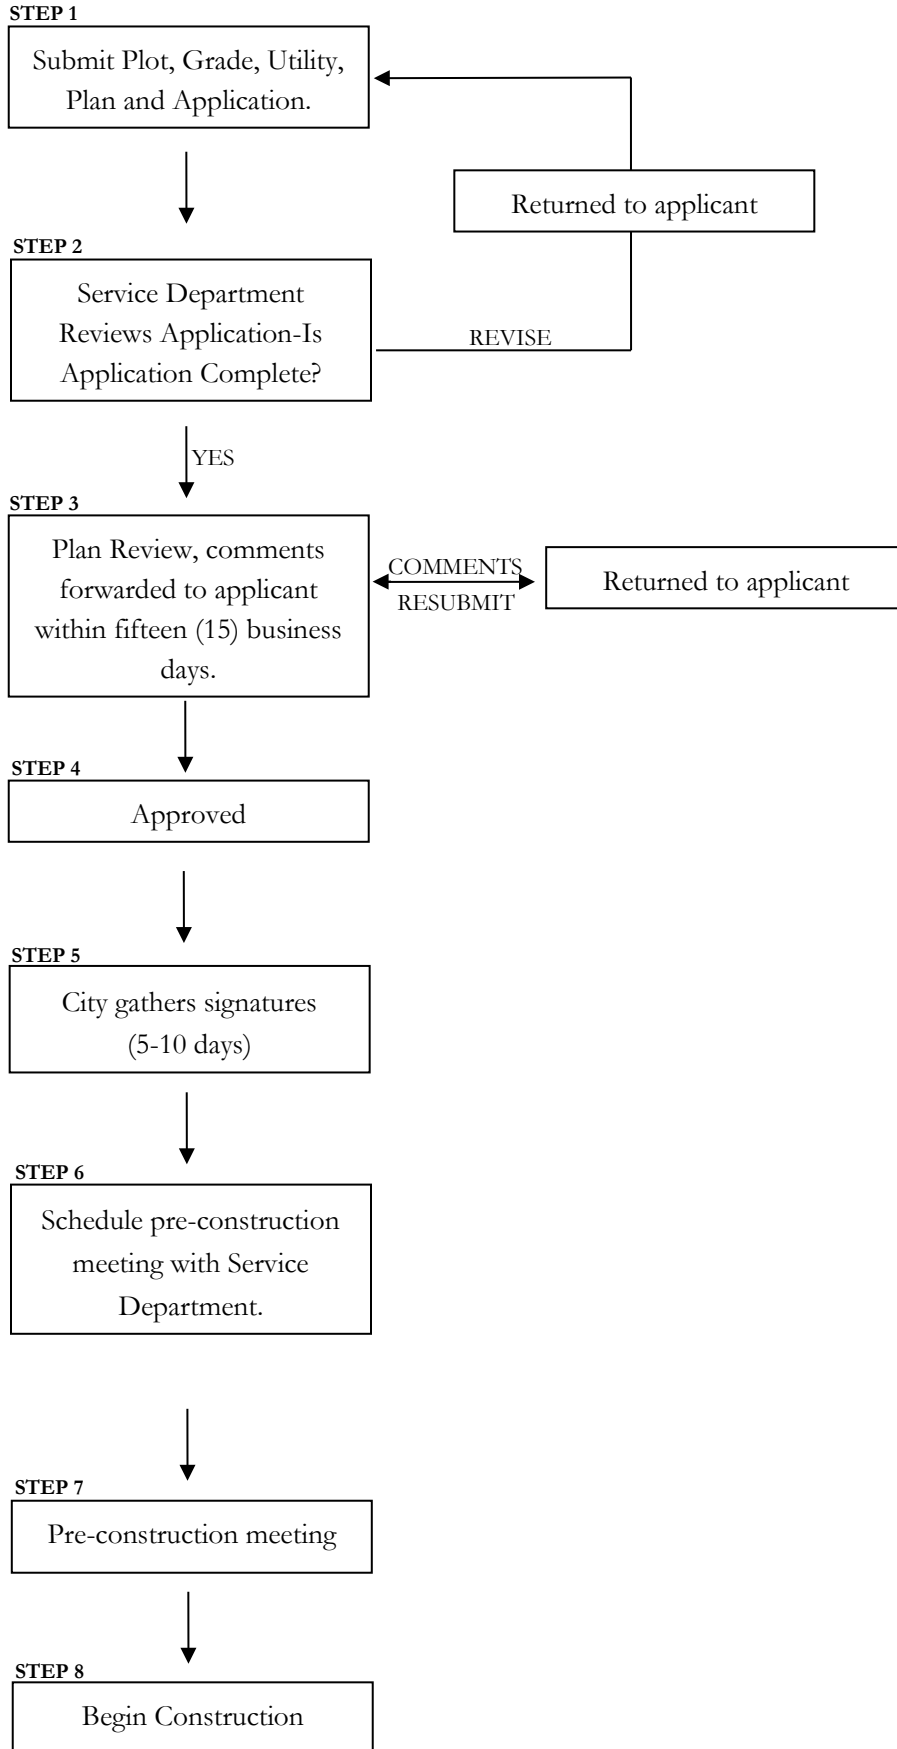 STEP 1
Submit Plot, Grade, Utility,
Plan and Application.
Returned to applicant
STEP 2
Service Department
Reviews Application-Is
Application Complete?
REVISE
YES
STEP 3
Plan Review, comments
forwarded to applicant
within fifteen (15) business
days.
COMMENTS
RESUBMIT
Returned to applicant
STEP 4
Approved
STEP 5
City gathers signatures
(5-10 days)
STEP 6
Schedule pre-construction
meeting with Service
Department.
STEP 7
Pre-construction meeting
STEP 8
Begin Construction